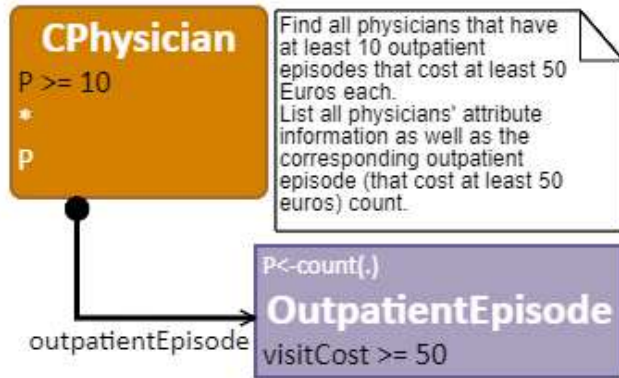 CPhysician
P >= 10
*
P
Find all physicians that have
at least 10 outpatient
episodes that cost at least 50
Euros each.
List all physicians' attribute
information as well as the
corresponding outpatient
episode (that cost at least 50
euros) count.
outpatientEpisode
P<-count(.)
OutpatientEpisode
visitCost >= 50